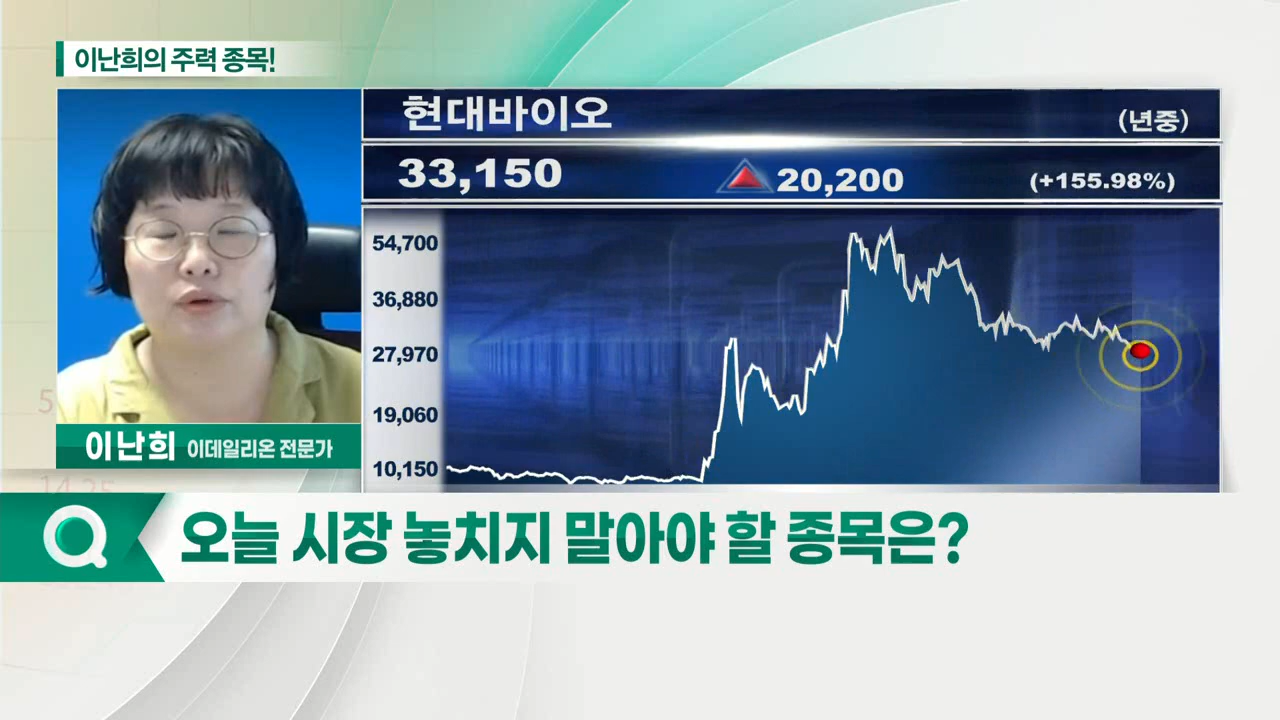 이난희의 주력 종목!
현대바이오
(년중)
33,150
20,200
(+155.98%)
54,700
36,880
27,970
19,060
10,150
이난희 이데일리온 전문가
오늘 시장 놓치지 말아야 할 종목은?